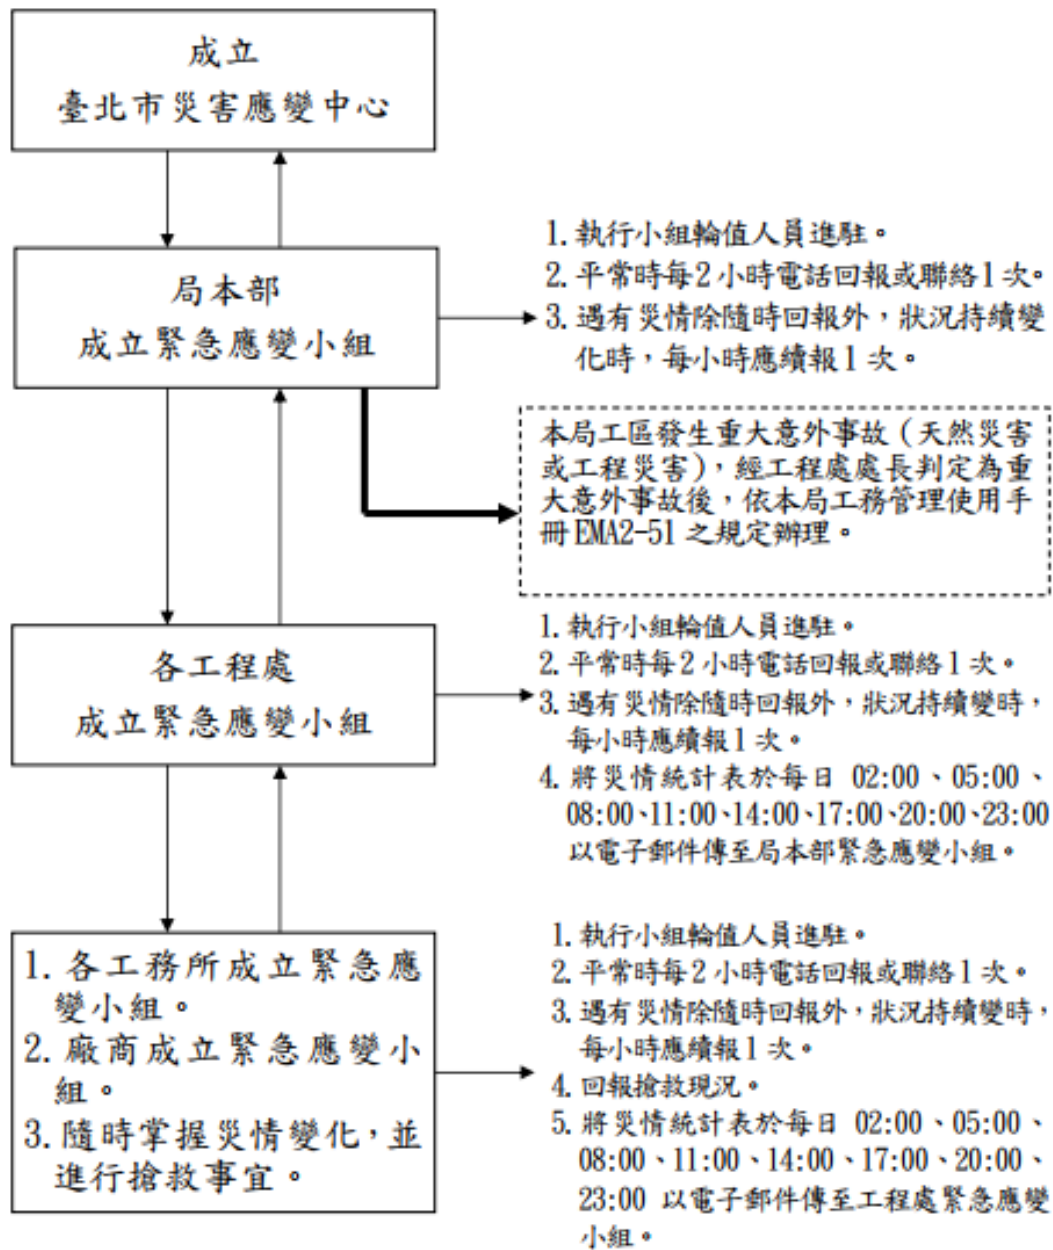 成立
臺北市災害應變中心
局本部
成立緊急應變小組
1. 執行小組輪值人員進駐。
2. 平常時每2小時電話回報或聯絡1次。
3. 遇有災情除隨時回報外，狀況持續變
化時，每小時應續報1次。
本局工區發生重大意外事故（天然災害
或工程災害），經工程處處長判定為重
大意外事故後，依本局工務管理使用手
冊EMA2-51之規定辦理。
各工程處
成立緊急應變小組
1. 執行小組輪值人員進駐。
2. 平常時每2小時電話回報或聯絡1次。
3. 遇有災情除隨時回報外，狀況持續變時，
每小時應續報1次。
4. 將災情統計表於每日 02:00、05:00、
08:00、11:00、14:00、17:00、20:00、23:00
以電子郵件傳至局本部緊急應變小組。
1. 各工務所成立緊急應
變小組。
2. 廠商成立緊急應變小
組。
3. 隨時掌握災情變化，並
進行搶救事宜。
1. 執行小組輪值人員進駐。
2. 平常時每2小時電話回報或聯絡1次。
3. 遇有災情除隨時回報外，狀況持續變時，
每小時應續報1次。
4. 回報搶救現況。
5. 將災情統計表於每日 02:00、05:00、
08:00、11:00、14:00、17:00、20:00、
23:00 以電子郵件傳至工程處緊急應變
小組。